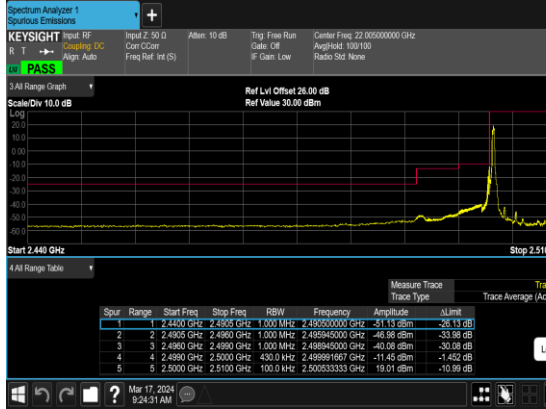 Spectrum Analyzer 1
Spurious Emissions
KEYSIGHT Input: RF Input Z: 50 Ω Atten: 10 dB Trig: Free Run Center Freq: 22.005000000 GHz
R T Coupling: DC Corr CCorr Gate: Off Avg|Hold: 100/100
Align: Auto Freq Ref: Int (S) IF Gain: Low Radio Std: None
PASS
3 All Range Graph
Ref Lvl Offset 26.00 dB
Scale/Div 10.0 dB Ref Value 30.00 dBm
Log
20.0
10.0
0.00
-10.0
-20.0
-30.0
-40.0
-50.0
-60.0
Start 2.440 GHz Stop 2.510
4 All Range Table
Measure Trace Tra
Trace Type Trace Average (Ac
Spur Range Start Freq Stop Freq RBW Frequency Amplitude ΔLimit
1 1 2.4400 GHz 2.4905 GHz 1.000 MHz 2.490500000 GHz -51.13 dBm -26.13 dB
2 2 2.4905 GHz 2.4960 GHz 1.000 MHz 2.495945000 GHz -46.98 dBm -33.98 dB
3 3 2.4960 GHz 2.4990 GHz 1.000 MHz 2.498945000 GHz -40.08 dBm -30.08 dB
4 4 2.4990 GHz 2.5000 GHz 430.0 kHz 2.499991667 GHz -11.45 dBm -1.452 dB
5 5 2.5000 GHz 2.5100 GHz 100.0 kHz 2.500533333 GHz 19.01 dBm -10.99 dB
L
Mar 17, 2024
9:24:31 AM